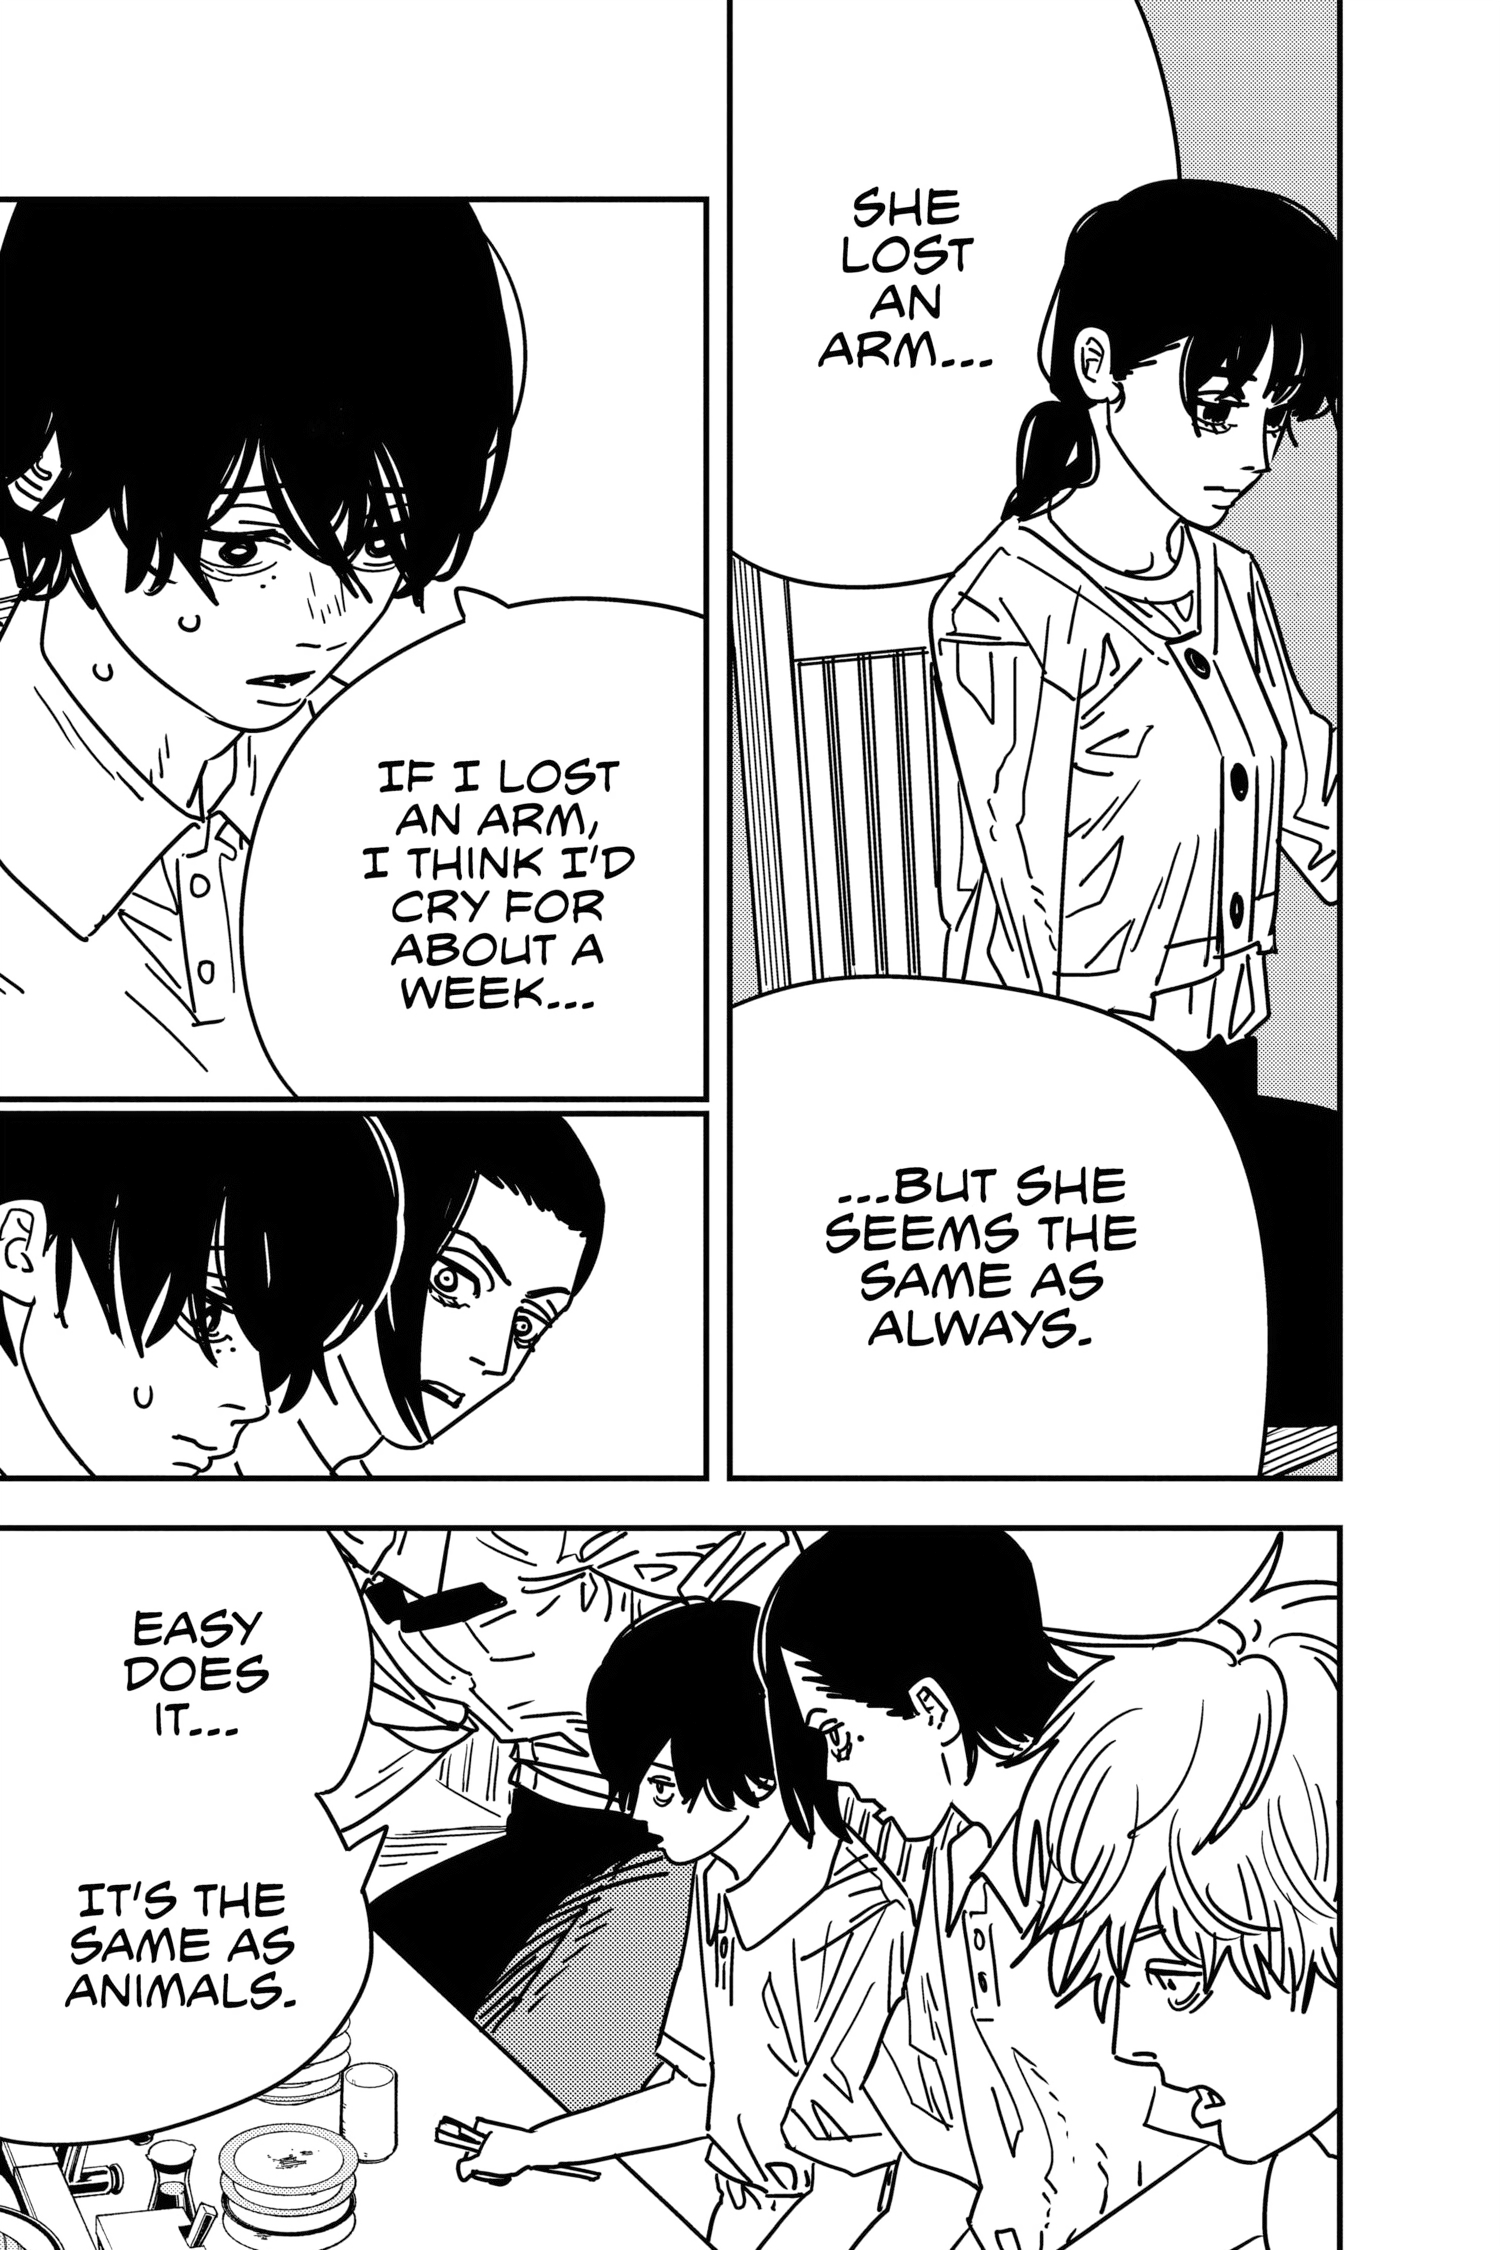 SHE
LOST
AN
ARM...
...BUT SHE
SEEMS THE
SAME AS
ALWAYS.
IF I LOST
AN ARM,
I THINK I'D
CRY FOR
ABOUT A
WEEK...
EASY
DOES
IT...
IT'S THE
SAME AS
ANIMALS.